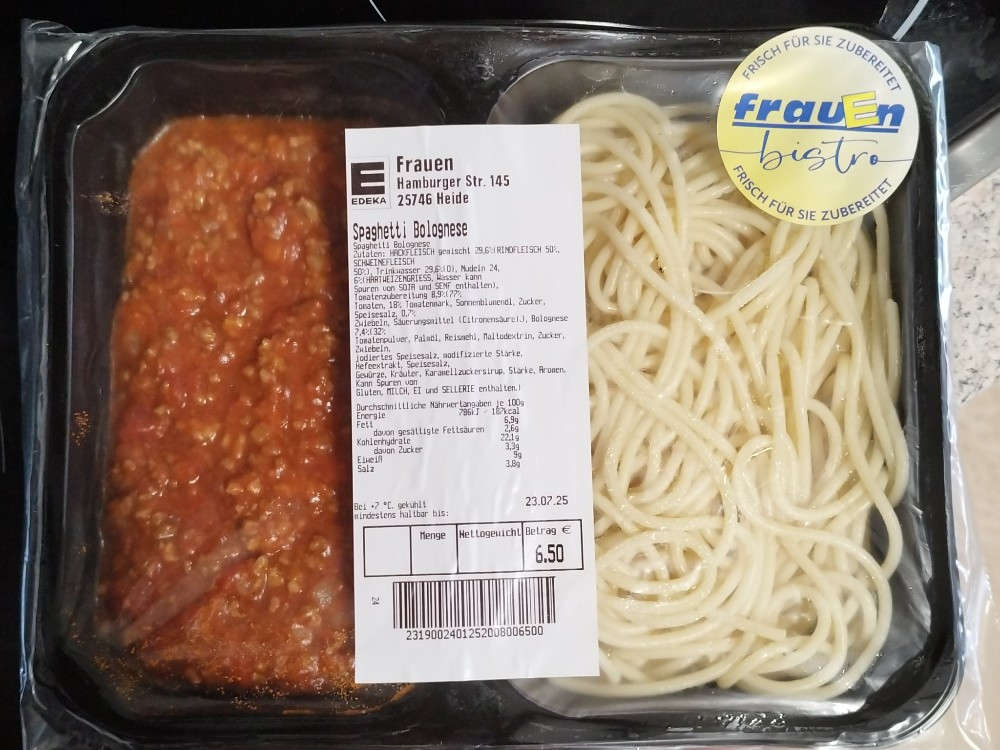 FRISCH FÜR SIE ZUBEREITET
frauEn
bistro
FRISCH FÜR SIE ZUBEREITET
EDEKA
Frauen
Hamburger Str. 145
25746 Heide
Spaghetti Bolognese
Spaghetti Bolognese
Zutaten: HACKFLEISCH gemischt 29,6%(RINDFLEISCH 50%,
SCHWEINEFLEISCH
50%), Trinkwasser 29,6%(0), Nudeln 24,
6%(HARTWEIZENGRIESS, Wasser kann
Spuren von SOJA und SENF enthalten),
Tomatenzubereitung 8,9%(77%
Tomaten, 18% Tomatenmark, Sonnenblumenöl, Zucker,
Speisesalz, 0,7%
Zwiebeln, Säuerungsmittel (Citronensäure).), Bolognese
7,4%(32%
Tomatenpulver, Palmöl, Reismehl, Maltodextrin, Zucker,
Zwiebeln,
jodiertes Speisesalz, modifizierte Stärke,
Hefeextrakt, Speisesalz,
Gewürze, Kräuter, Karamellzuckersirup, Stärke, Aromen.
Kann Spuren von
Gluten, MILCH, EI und SELLERIE enthalten.)
Durchschnittliche Nährwertangaben je 100g
Energie 786kJ / 187kcal
Fett 6,9g
davon gesättigte Fettsäuren 2,6g
Kohlenhydrate 22,1g
davon Zucker 3,3g
Eiweiß 9g
Salz 3,8g
Bei +7 °C. gekühlt
mindestens haltbar bis: 23.07.25
Menge Nettogewicht Betrag €
6.50
24
2319002401252008006500